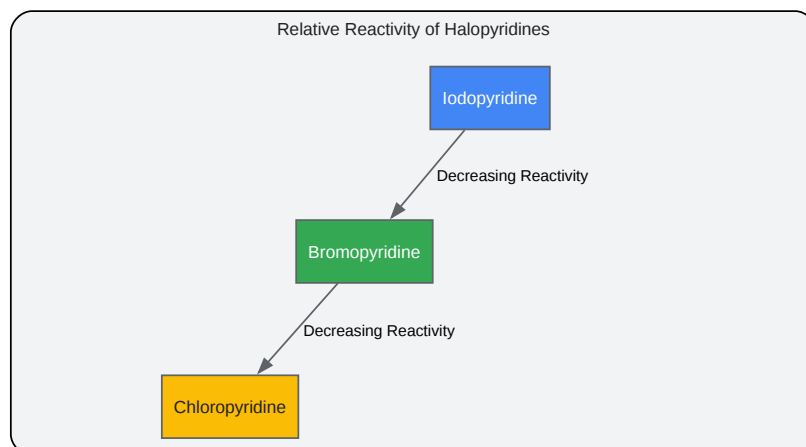 Relative Reactivity of Halopyridines
Iodopyridine
Decreasing Reactivity
Bromopyridine
Decreasing Reactivity
Chloropyridine